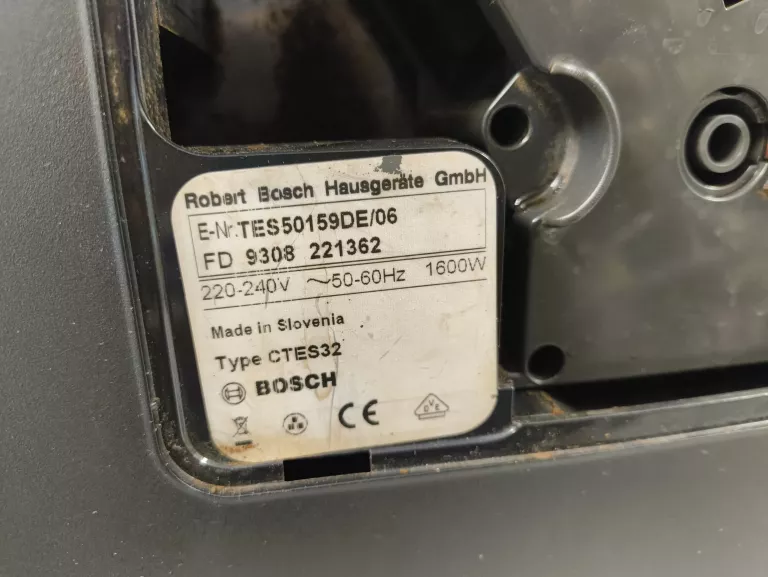 Robert Bosch Hausgeräte GmbH
E-Nr. TES50159DE/06
FD 9308 221362
220-240V ~50-60Hz 1600W
Made in Slovenia
Type CTES32
BOSCH
CE
DVE